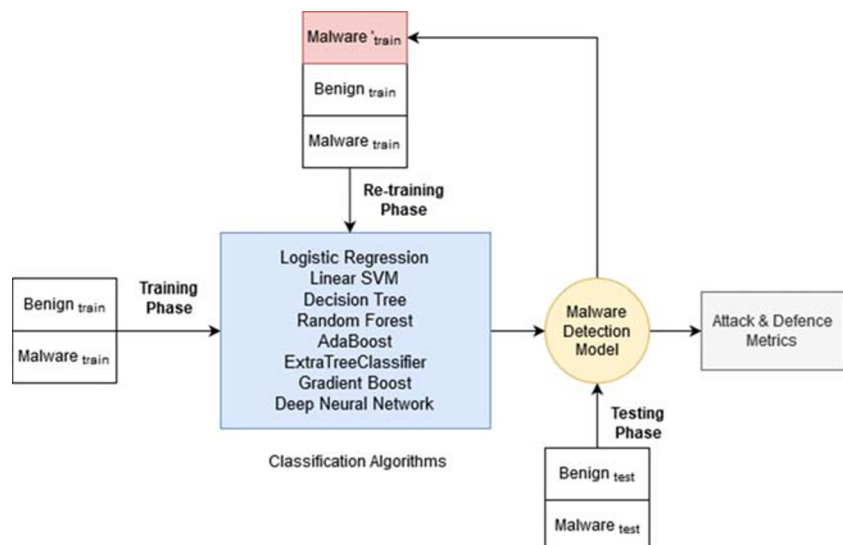 Malware 'train
Benign train
Malware train
Re-training
Phase
Training
Phase
Benign train
Malware train
Logistic Regression
Linear SVM
Decision Tree
Random Forest
AdaBoost
ExtraTreeClassifier
Gradient Boost
Deep Neural Network
Classification Algorithms
Malware
Detection
Model
Attack & Defence
Metrics
Testing
Phase
Benign test
Malware test